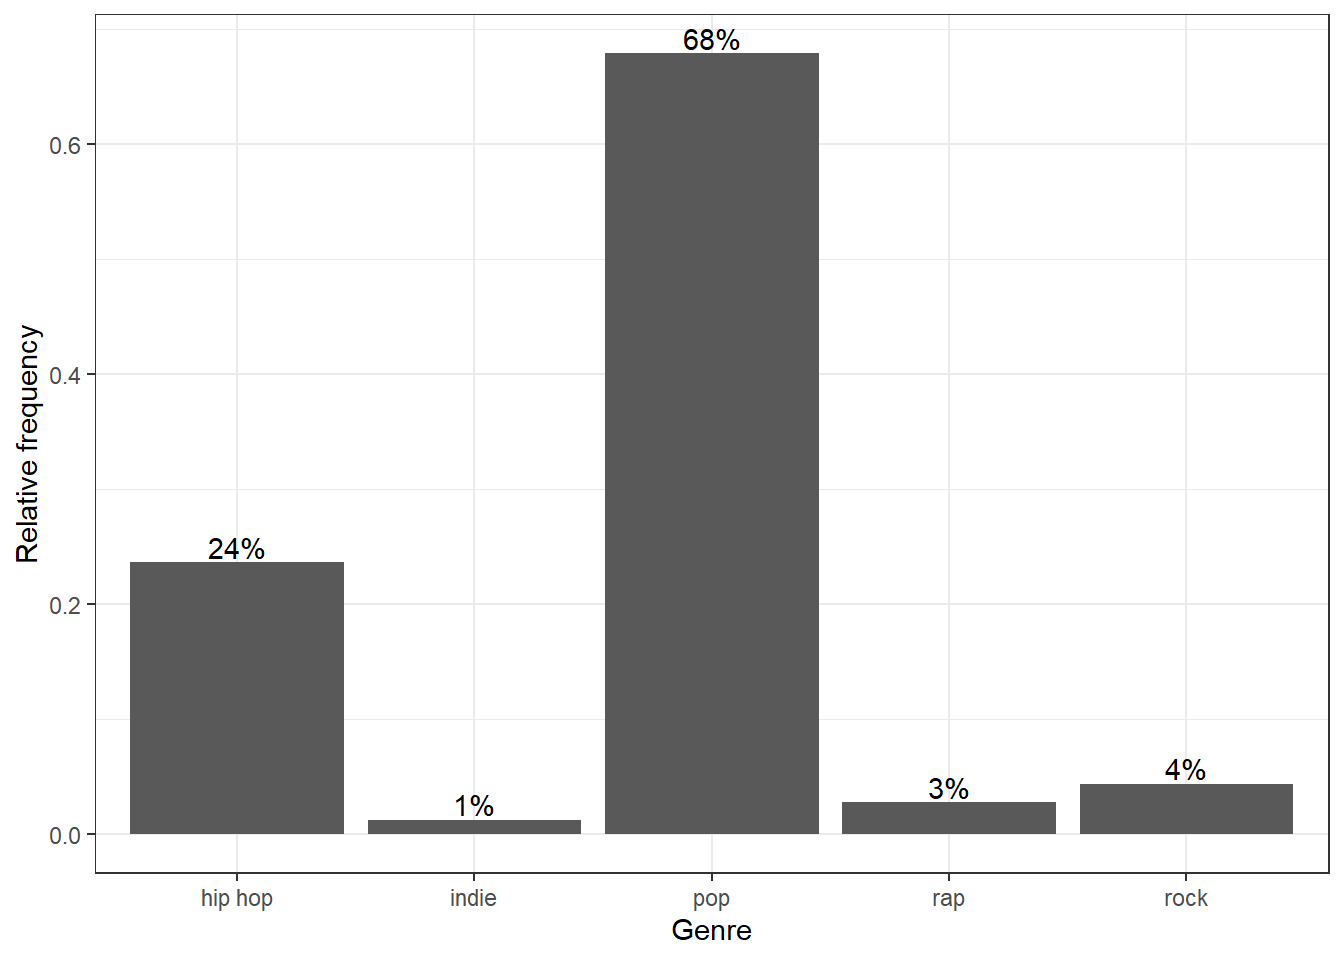 68%
0.6
0.4
Relative frequency
24%
0.2
1%
3%
4%
0.0
hip hop
indie
pop
rap
rock
Genre